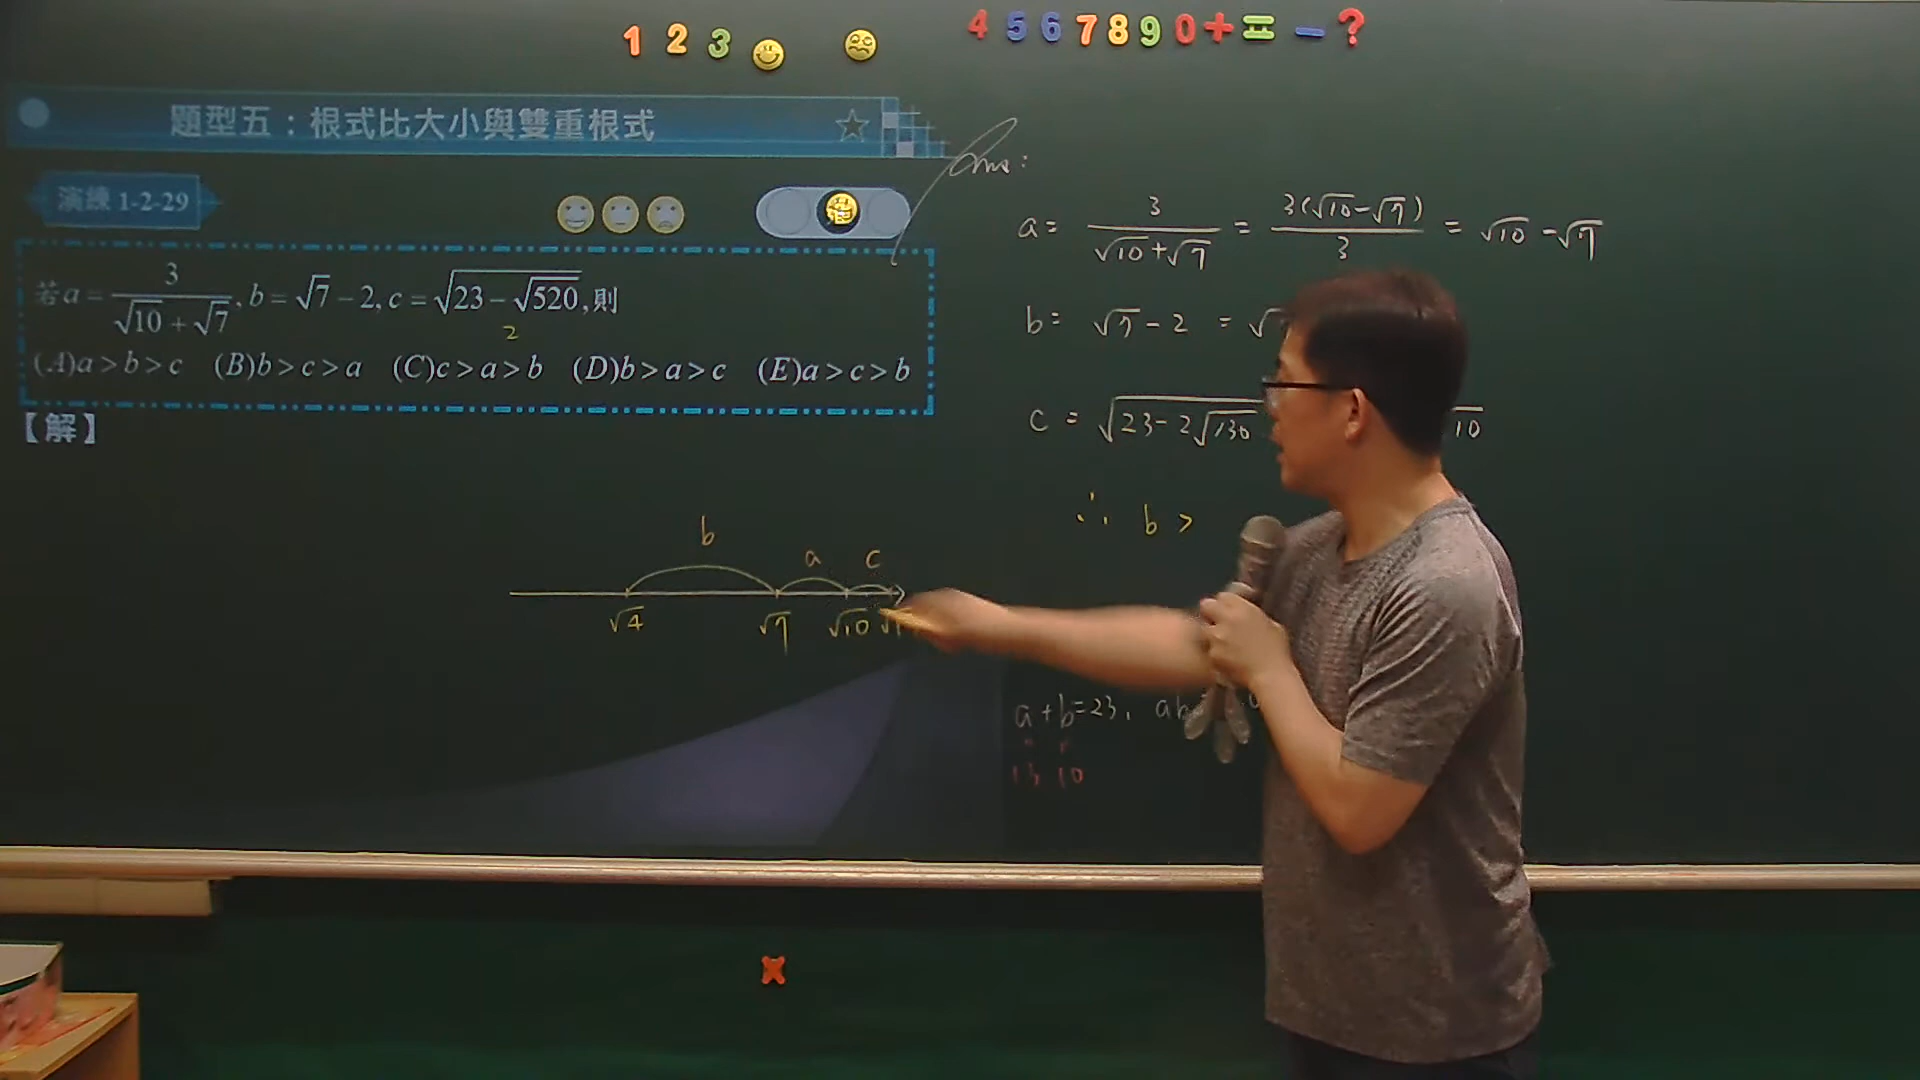 1 2 3 4 5 6 7 8 9 0 + = − ?
題型五：根式比大小與雙重根式
演練 1-2-29
若 a = 3/(√10 + √7), b = √7 − 2, c = √(23 − √520), 則
2
(A)a > b > c (B)b > c > a (C)c > a > b (D)b > a > c (E)a > c > b
【解】
Ans:
a = 3/(√10+√7) = 3(√10−√7)/3 = √10 −√7
b = √7 − 2 = √
c = √(23−2√130) √10
∴ b >
b a c
√4 √7 √10
a + b = 23, ab
13 10
x